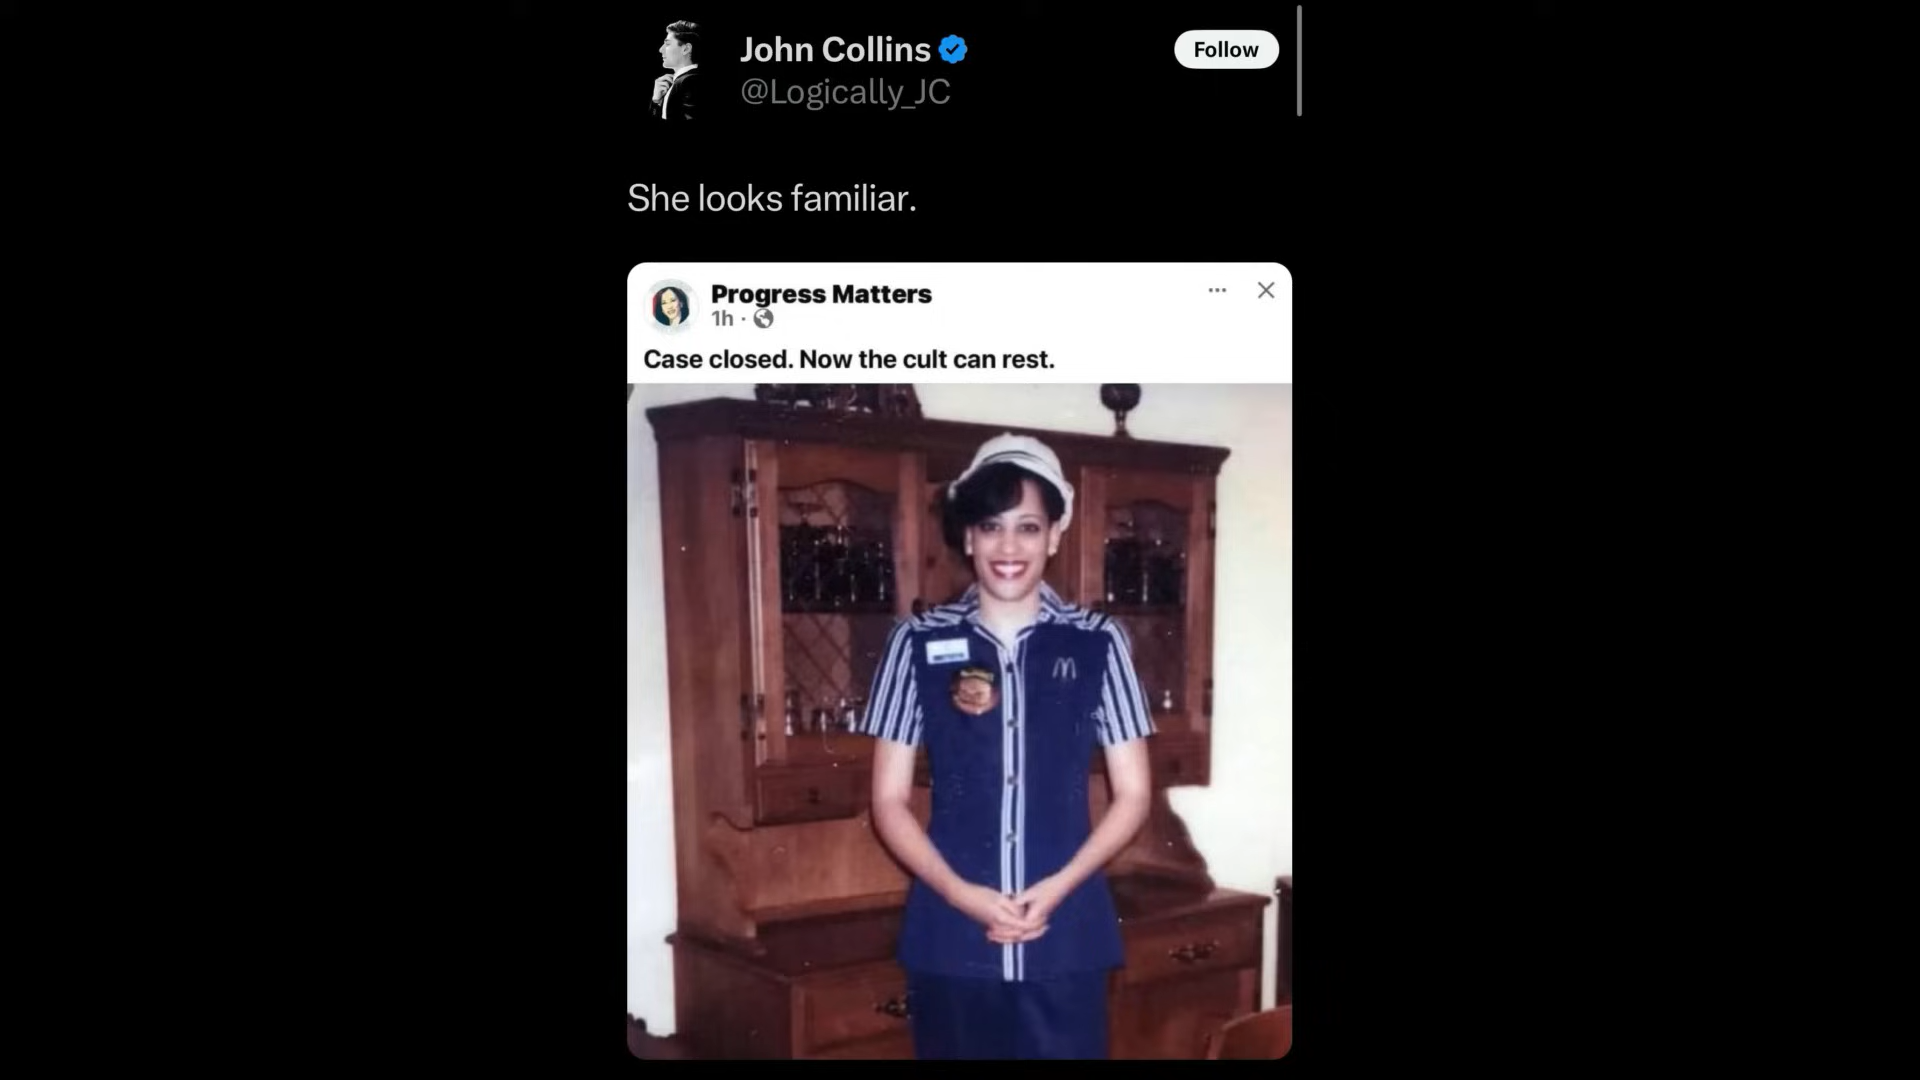 John Collins
@Logically_JC
Follow
She looks familiar.
Progress Matters
1h ·
Case closed. Now the cult can rest.